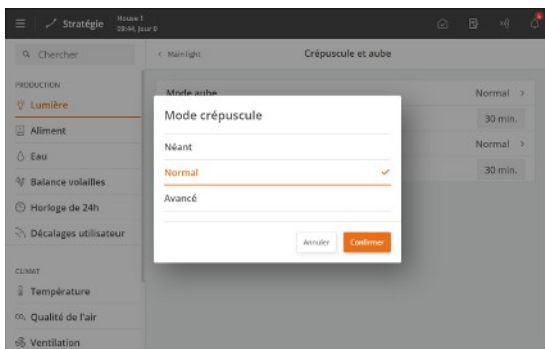 Stratégie
House 1
09:44, Jour 0
Chercher
Main light
Crépuscule et aube
PRODUCTION
Lumière
Aliment
Eau
Balance volailles
Horloge de 24h
Décalages utilisateur
CLIMAT
Température
CO₂ Qualité de l'air
Ventilation
Mode aube
Normal
30 min.
Normal
30 min.
Mode crépuscule
Néant
Normal
Avancé
Annuler
Confirmer